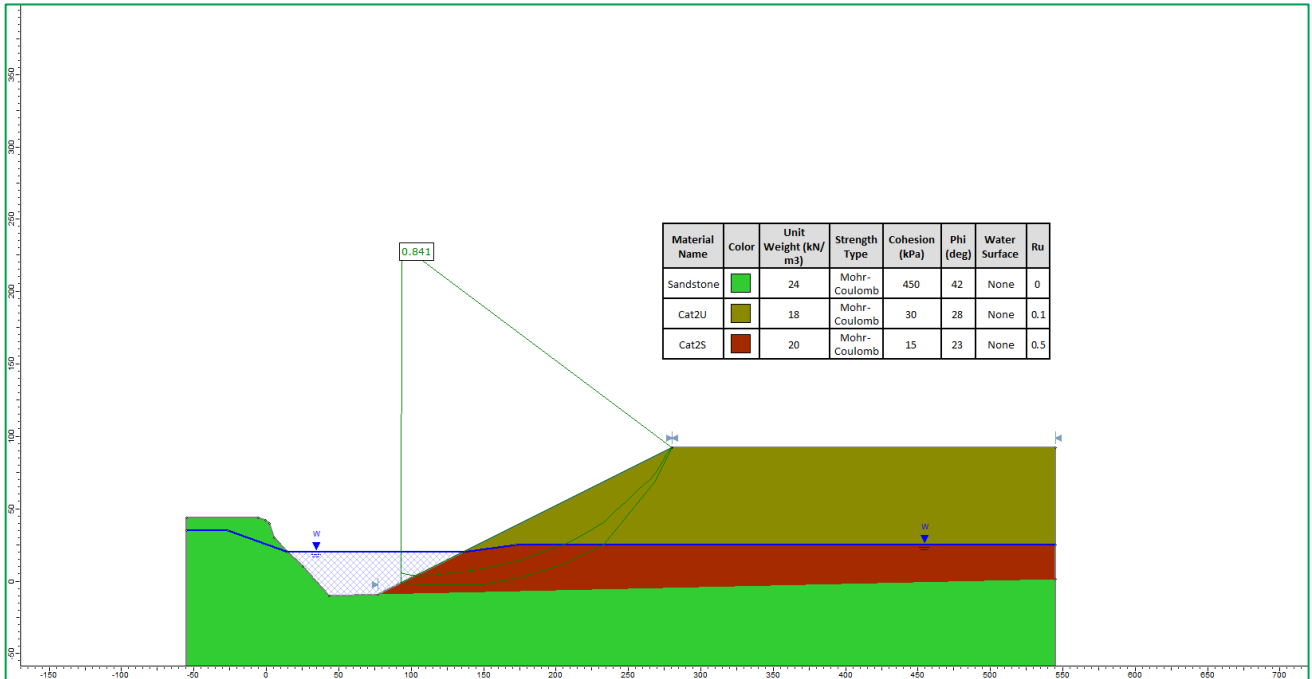 350
300
250
200
150
100
50
0
-50
0.841
Material Name Color Unit Weight (kN/ m3) Strength Type Cohesion (kPa) Phi (deg) Water Surface Ru
Sandstone 24 Mohr-Coulomb 450 42 None 0
Cat2U 18 Mohr-Coulomb 30 28 None 0.1
Cat2S 20 Mohr-Coulomb 15 23 None 0.5
W
W
-150 -100 -50 0 50 100 150 200 250 300 350 400 450 500 550 600 650 700